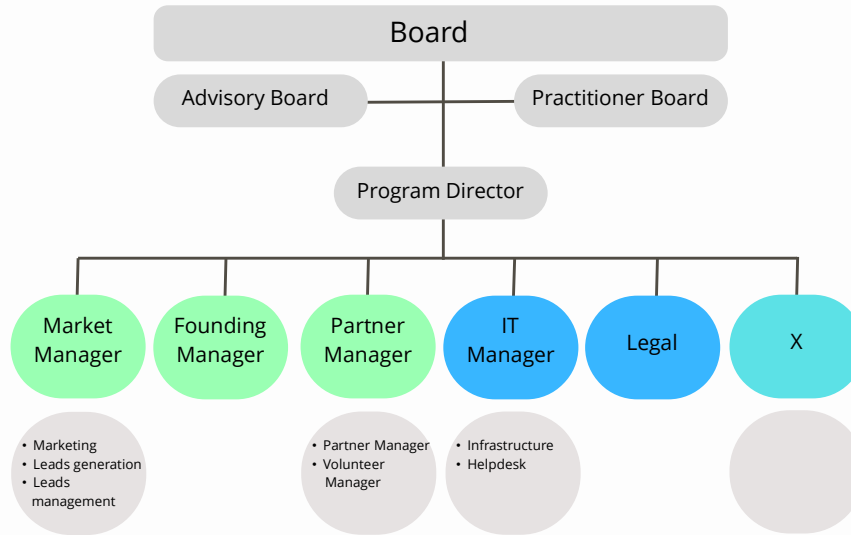 Board
Advisory Board
Practitioner Board
Program Director
Market
Manager
Founding
Manager
Partner
Manager
IT
Manager
Legal
X
• Marketing
• Leads generation
• Leads
management
• Partner Manager
• Volunteer
Manager
• Infrastructure
• Helpdesk